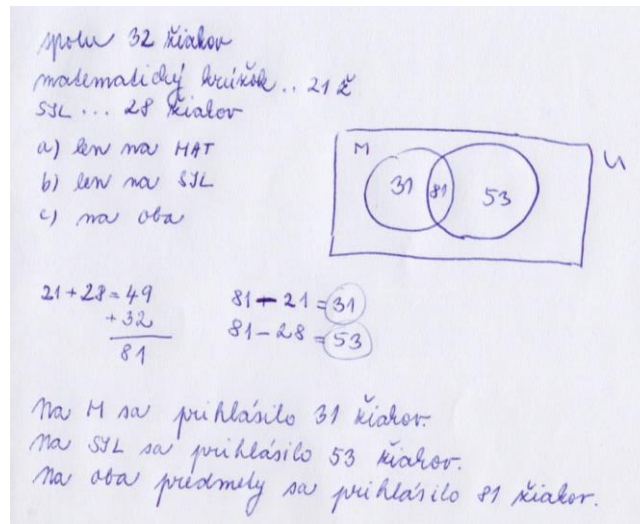 spolu 32 žiakov
matematický krúžok .. 21 ž
SJL ... 28 žiakov
a) len na MAT
b) len na SJL
c) na oba
M
U
31
81
53
21+28=49
+32
81
81-21=31
81-28=53
Na M sa prihlásilo 31 žiakov.
Na SJL sa prihlásilo 53 žiakov.
Na oba predmety sa prihlásilo 81 žiakov.